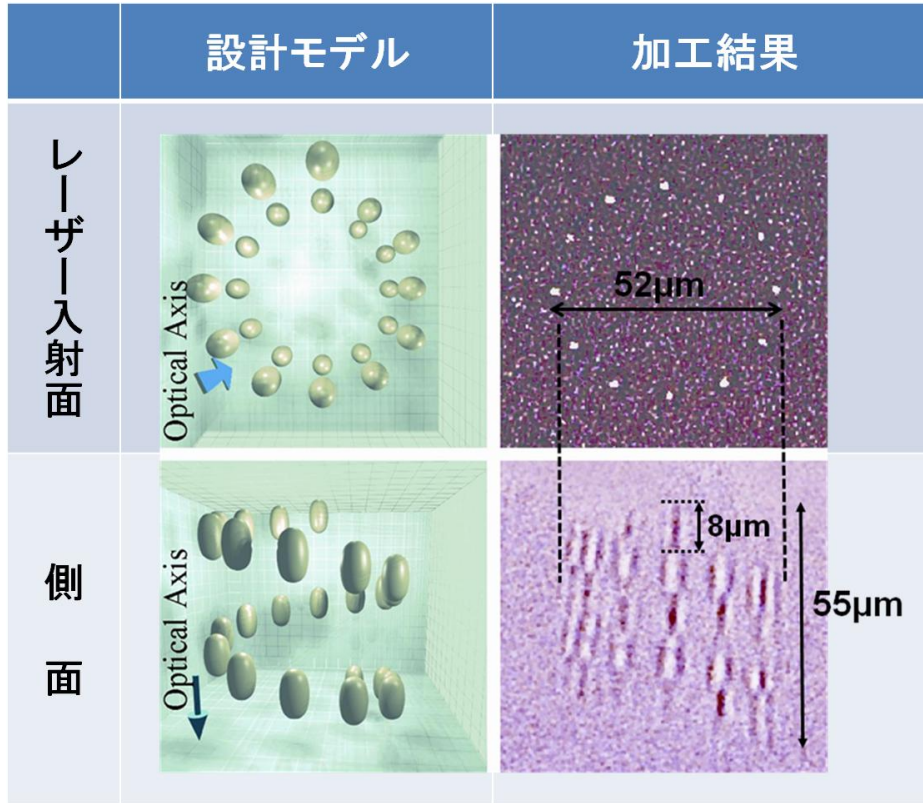 設計モデル
加工結果
レーザー入射面
Optical Axis
52μm
側面
Optical Axis
8μm
55μm